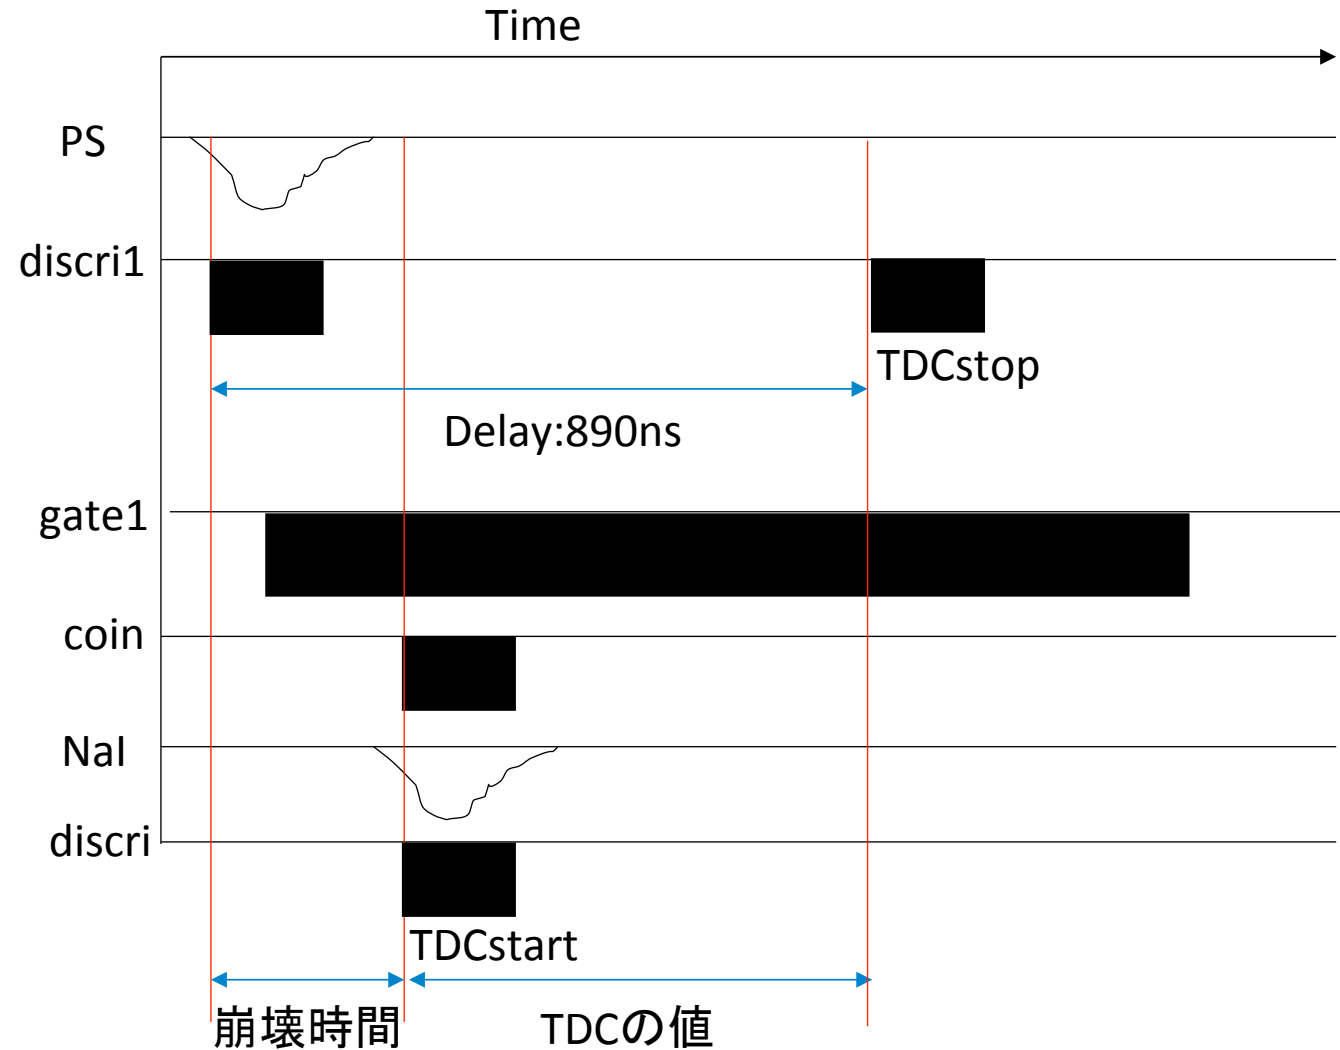 Time
PS
discri1
TDCstop
Delay:890ns
gate1
coin
NaI
discri
TDCstart
崩壊時間
TDCの値